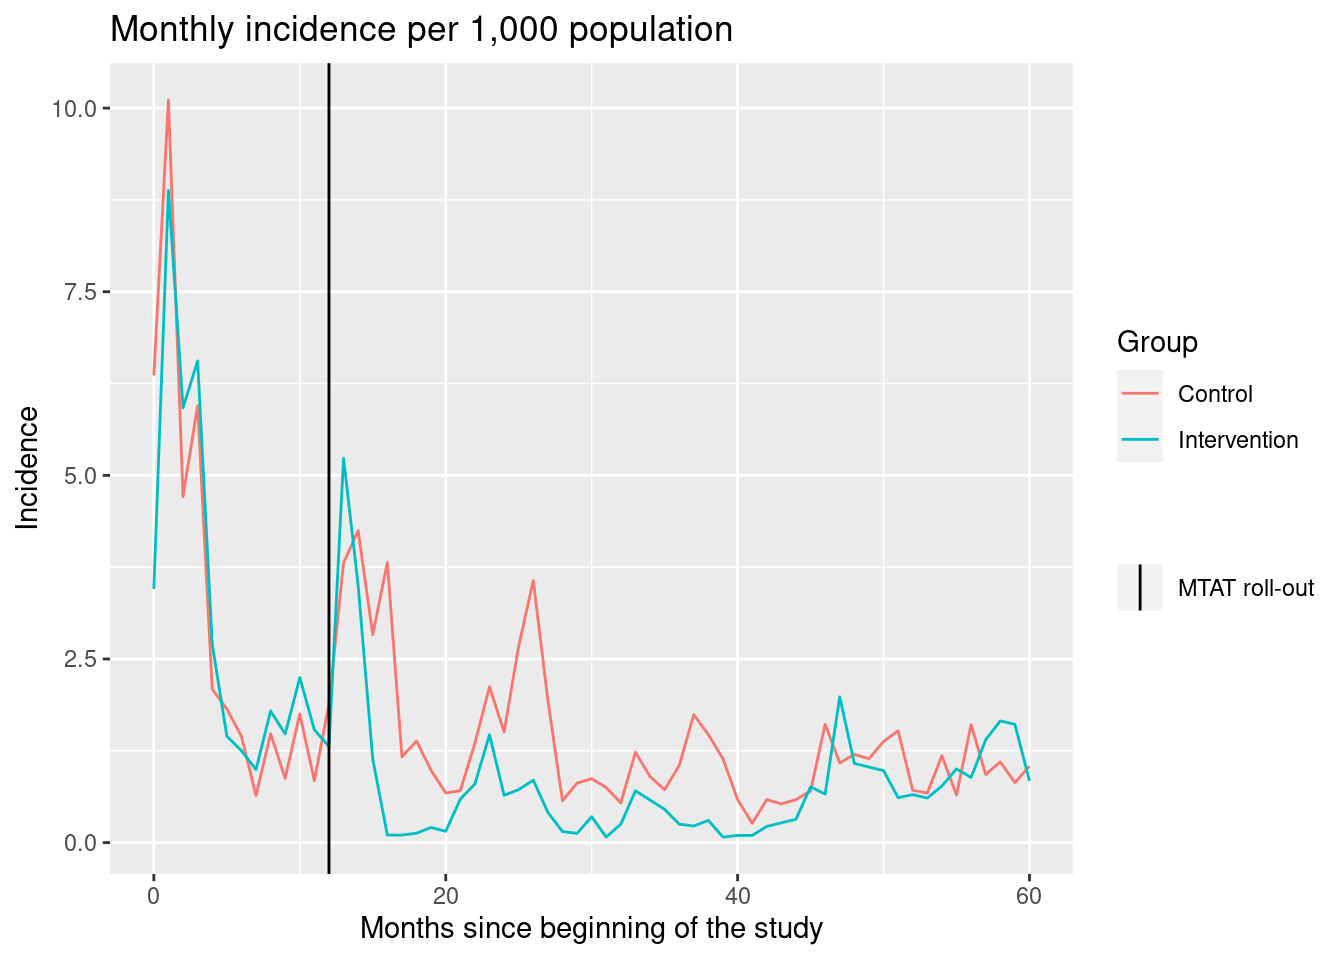 Monthly incidence per 1,000 population
10.0
7.5
5.0
2.5
0.0
Incidence
0 20 40 60
Months since beginning of the study
Group
Control
Intervention
MTAT roll-out